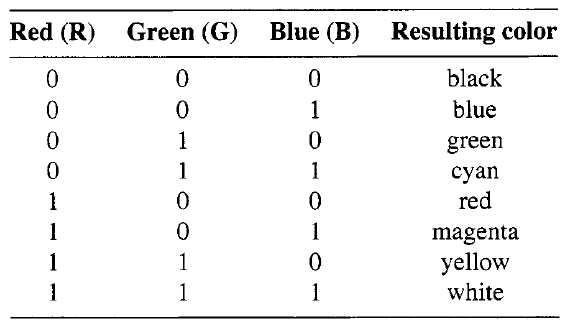 Red (R) Green (G) Blue (B) Resulting color
0 0 0 black
0 0 1 blue
0 1 0 green
0 1 1 cyan
1 0 0 red
1 0 1 magenta
1 1 0 yellow
1 1 1 white